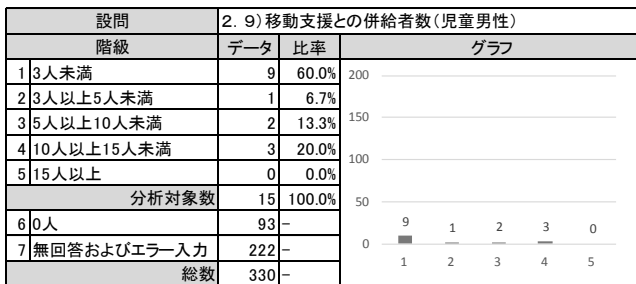 設問 2.9)移動支援との併給者数(児童男性)
階級 データ 比率 グラフ
1 3人未満 9 60.0%
2 3人以上5人未満 1 6.7%
3 5人以上10人未満 2 13.3%
4 10人以上15人未満 3 20.0%
5 15人以上 0 0.0%
分析対象数 15 100.0%
6 0人 93 -
7 無回答およびエラー入力 222 -
総数 330 -
200
150
100
50
0
9 1 2 3 0
1 2 3 4 5